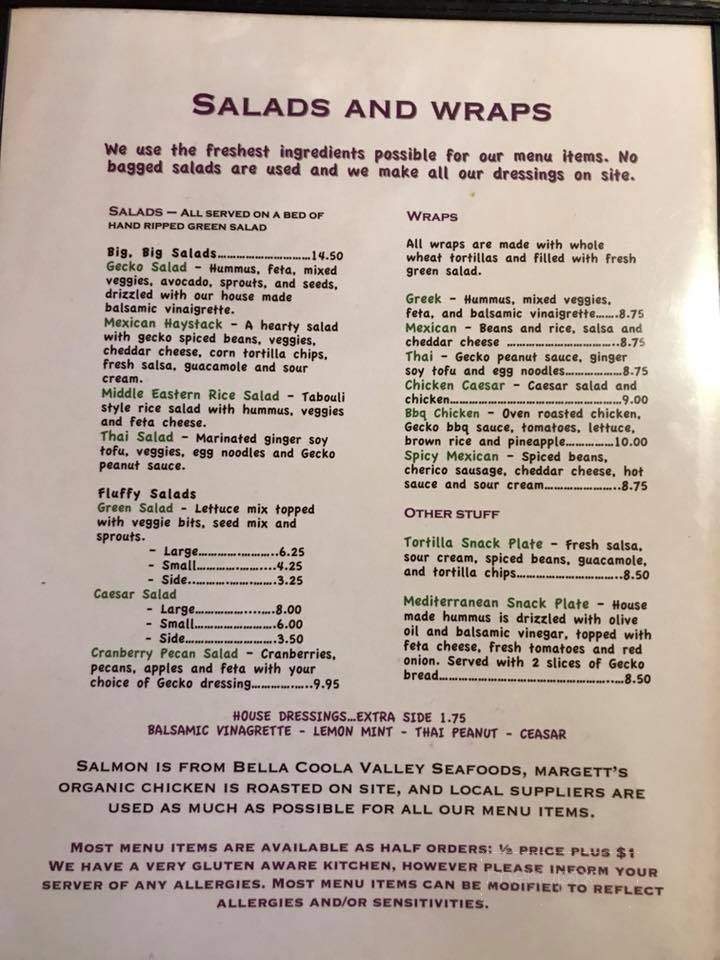 SALADS AND WRAPS
We use the freshest ingredients possible for our menu items. No
bagged salads are used and we make all our dressings on site.
SALADS – ALL SERVED ON A BED OF
HAND RIPPED GREEN SALAD
Big, Big Salads..............................14.50
Gecko Salad – Hummus, feta, mixed
veggies, avocado, sprouts, and seeds,
drizzled with our house made
balsamic vinaigrette.
Mexican Haystack – A hearty salad
with gecko spiced beans, veggies,
cheddar cheese, corn tortilla chips,
fresh salsa, guacamole and sour
cream.
Middle Eastern Rice Salad – Tabouli
style rice salad with hummus, veggies
and feta cheese.
Thai Salad – Marinated ginger soy
tofu, veggies, egg noodles and Gecko
peanut sauce.
Fluffy Salads
Green Salad – Lettuce mix topped
with veggie bits, seed mix and
sprouts.
– Large.........................6.25
– Small.........................4.25
– Side...........................3.25
Caesar Salad
– Large.........................8.00
– Small.........................6.00
– Side...........................3.50
Cranberry Pecan Salad – Cranberries,
pecans, apples and feta with your
choice of Gecko dressing...................9.95
WRAPS
All wraps are made with whole
wheat tortillas and filled with fresh
green salad.
Greek – Hummus, mixed veggies,
feta, and balsamic vinaigrette.......8.75
Mexican – Beans and rice, salsa and
cheddar cheese ...................................8.75
Thai – Gecko peanut sauce, ginger
soy tofu and egg noodles.................8.75
Chicken Caesar – Caesar salad and
chicken.....................................................9.00
Bbq Chicken – Oven roasted chicken,
Gecko bbq sauce, tomatoes, lettuce,
brown rice and pineapple..............10.00
Spicy Mexican – Spiced beans,
cherico sausage, cheddar cheese, hot
sauce and sour cream.......................8.75
OTHER STUFF
Tortilla Snack Plate – Fresh salsa,
sour cream, spiced beans, guacamole,
and tortilla chips................................8.50
Mediterranean Snack Plate – House
made hummus is drizzled with olive
oil and balsamic vinegar, topped with
feta cheese, fresh tomatoes and red
onion. Served with 2 slices of Gecko
bread.........................................................8.50
HOUSE DRESSINGS...EXTRA SIDE 1.75
BALSAMIC VINAGRETTE – LEMON MINT – THAI PEANUT – CEASAR
SALMON IS FROM BELLA COOLA VALLEY SEAFOODS, MARGETT'S
ORGANIC CHICKEN IS ROASTED ON SITE, AND LOCAL SUPPLIERS ARE
USED AS MUCH AS POSSIBLE FOR ALL OUR MENU ITEMS.
MOST MENU ITEMS ARE AVAILABLE AS HALF ORDERS: ½ PRICE PLUS $1
WE HAVE A VERY GLUTEN AWARE KITCHEN, HOWEVER PLEASE INFORM YOUR
SERVER OF ANY ALLERGIES. MOST MENU ITEMS CAN BE MODIFIED TO REFLECT
ALLERGIES AND/OR SENSITIVITIES.